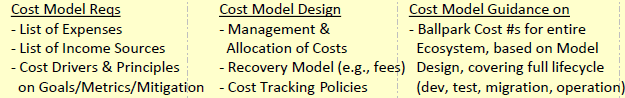 Cost Model Reqs
- List of Expenses
- List of Income Sources
- Cost Drivers & Principles
on Goals/Metrics/Mitigation
Cost Model Design
- Management &
Allocation of Costs
- Recovery Model (e.g., fees)
- Cost Tracking Policies
Cost Model Guidance on
- Ballpark Cost #s for entire
Ecosystem, based on Model
Design, covering full lifecycle
(dev, test, migration, operation)